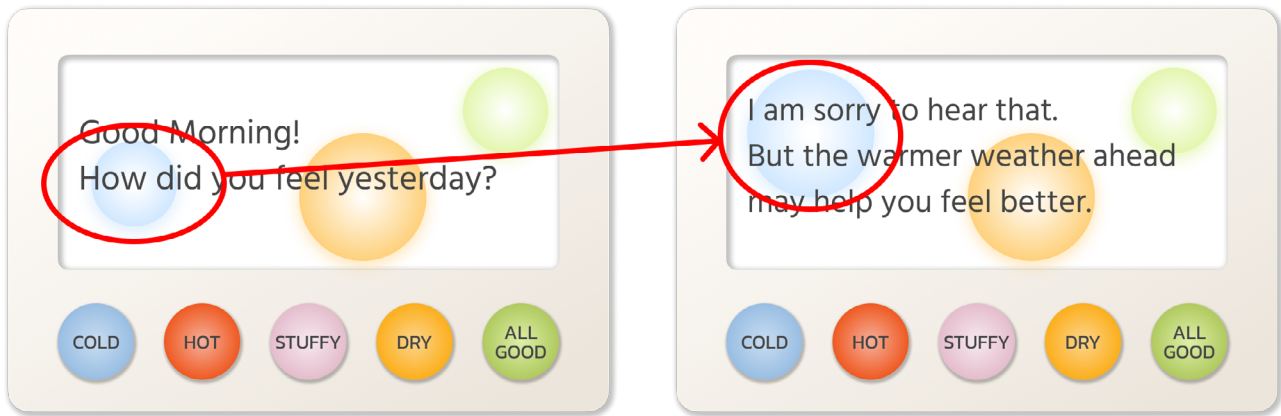 Good Morning!
How did you feel yesterday?
COLD
HOT
STUFFY
DRY
ALL
GOOD
I am sorry to hear that.
But the warmer weather ahead
may help you feel better.
COLD
HOT
STUFFY
DRY
ALL
GOOD